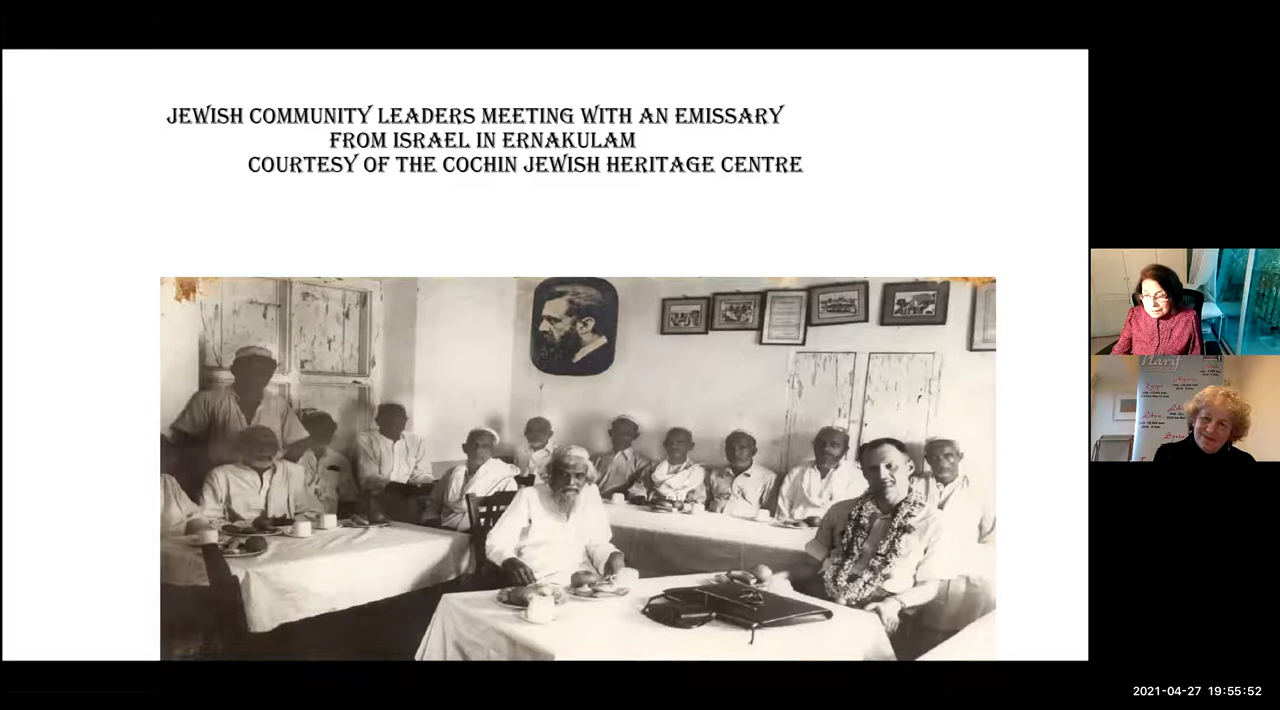 JEWISH COMMUNITY LEADERS MEETING WITH AN EMISSARY
FROM ISRAEL IN ERNAKULAM
COURTESY OF THE COCHIN JEWISH HERITAGE CENTRE
Harif
2021-04-27 19:55:52